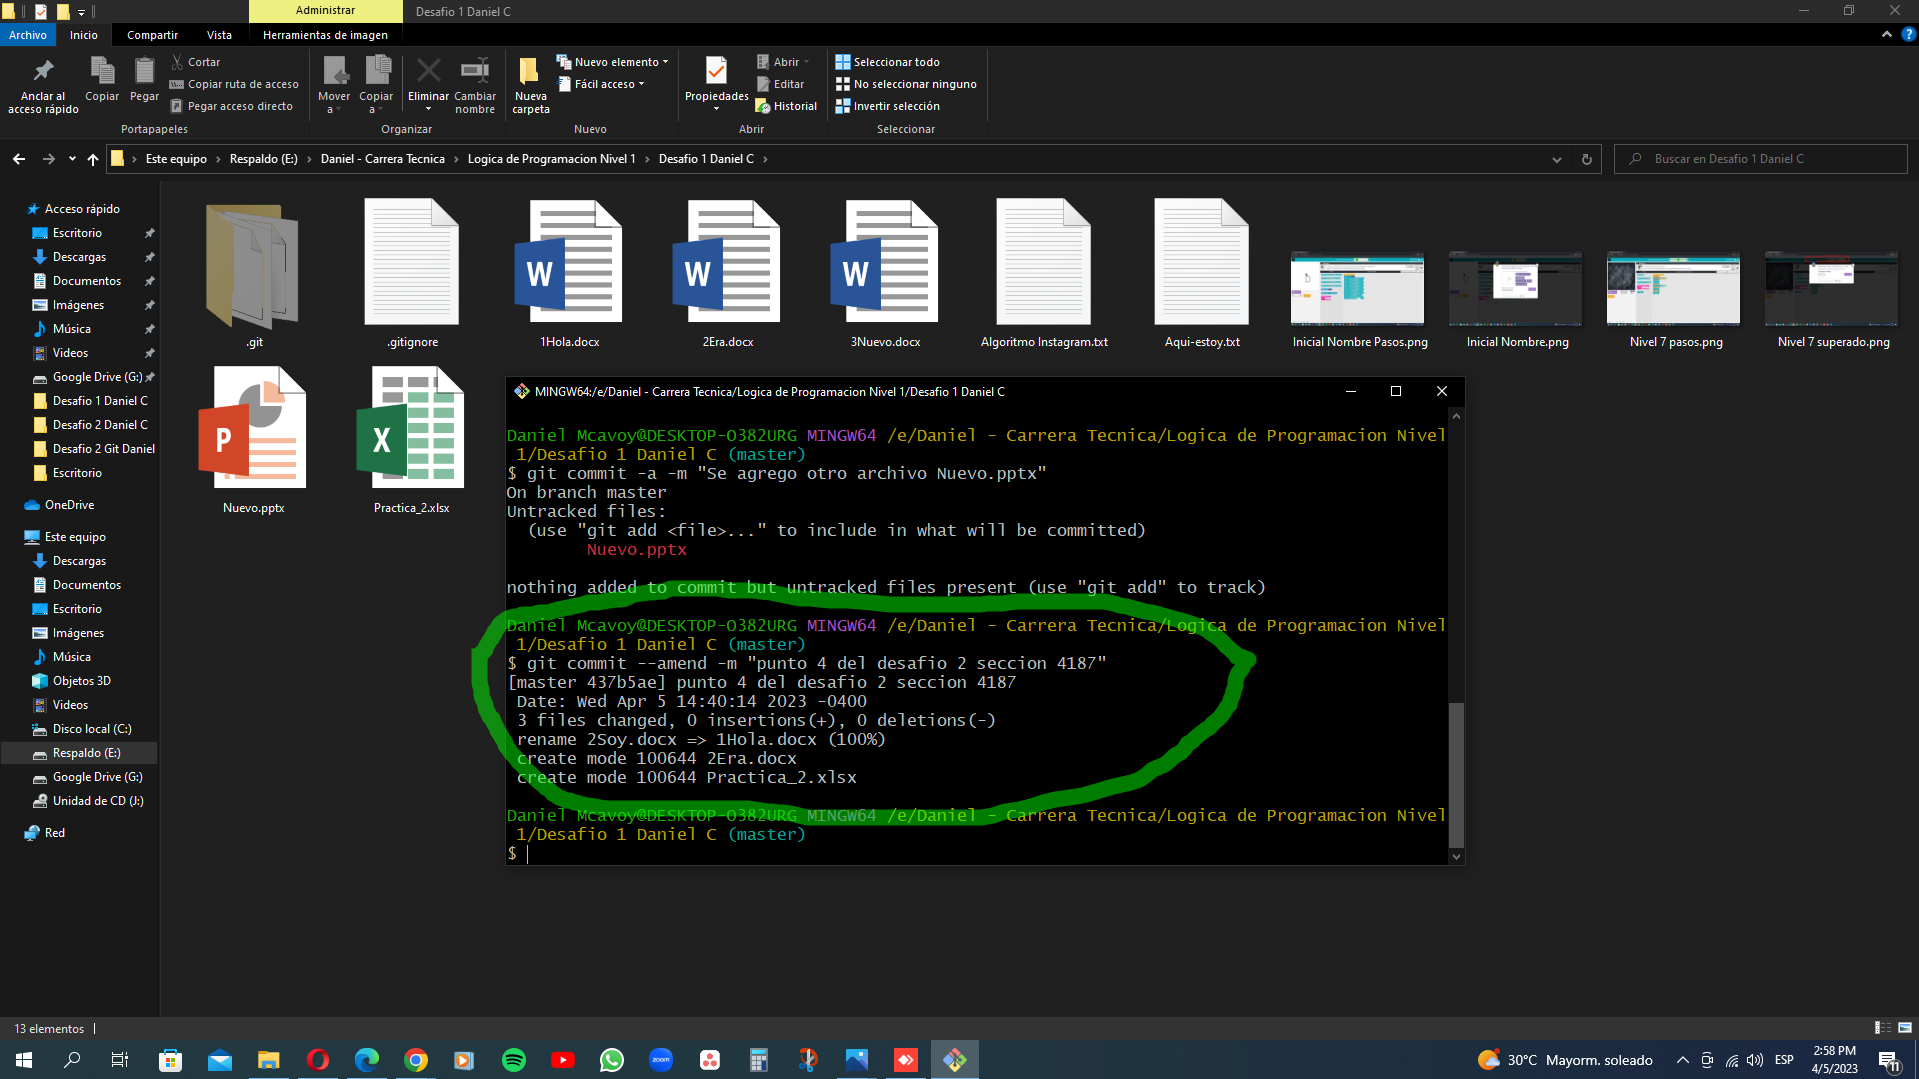 Administrar
Desafio 1 Daniel C
Archivo
Inicio
Compartir
Vista
Herramientas de imagen
Anclar al
acceso rápido
Copiar
Pegar
Cortar
Copiar ruta de acceso
Pegar acceso directo
Portapapeles
Mover
a
Copiar
a
Eliminar
Cambiar
nombre
Organizar
Nueva
carpeta
Nuevo elemento
Fácil acceso
Nuevo
Propiedades
Abrir
Editar
Historial
Abrir
Seleccionar todo
No seleccionar ninguno
Invertir selección
Seleccionar
Este equipo > Respaldo (E:) > Daniel - Carrera Tecnica > Logica de Programacion Nivel 1 > Desafio 1 Daniel C >
Buscar en Desafio 1 Daniel C
Acceso rápido
Escritorio
Descargas
Documentos
Imágenes
Música
Videos
Google Drive (G:)
Desafio 1 Daniel C
Desafio 2 Daniel C
Desafio 2 Git Daniel
Escritorio
OneDrive
Este equipo
Descargas
Documentos
Escritorio
Imágenes
Música
Objetos 3D
Videos
Disco local (C:)
Respaldo (E:)
Google Drive (G:)
Unidad de CD (J:)
Red
.git
.gitignore
1Hola.docx
2Era.docx
3Nuevo.docx
Algoritmo Instagram.txt
Aqui-estoy.txt
Inicial Nombre Pasos.png
Inicial Nombre.png
Nivel 7 pasos.png
Nivel 7 superado.png
Nuevo.pptx
Practica_2.xlsx
MINGW64:/e/Daniel - Carrera Tecnica/Logica de Programacion Nivel 1/Desafio 1 Daniel C
Daniel Mcavoy@DESKTOP-O382URG MINGW64 /e/Daniel - Carrera Tecnica/Logica de Programacion Nivel
1/Desafio 1 Daniel C (master)
$ git commit -a -m "Se agrego otro archivo Nuevo.pptx"
On branch master
Untracked files:
(use "git add <file>..." to include in what will be committed)
Nuevo.pptx
nothing added to commit but untracked files present (use "git add" to track)
Daniel Mcavoy@DESKTOP-O382URG MINGW64 /e/Daniel - Carrera Tecnica/Logica de Programacion Nivel
1/Desafio 1 Daniel C (master)
$ git commit --amend -m "punto 4 del desafio 2 seccion 4187"
[master 437b5ae] punto 4 del desafio 2 seccion 4187
Date: Wed Apr 5 14:40:14 2023 -0400
3 files changed, 0 insertions(+), 0 deletions(-)
rename 2Soy.docx => 1Hola.docx (100%)
create mode 100644 2Era.docx
create mode 100644 Practica_2.xlsx
Daniel Mcavoy@DESKTOP-O382URG MINGW64 /e/Daniel - Carrera Tecnica/Logica de Programacion Nivel
1/Desafio 1 Daniel C (master)
$
13 elementos
zoom
30°C Mayorm. soleado
ESP
2:58 PM
4/5/2023
11